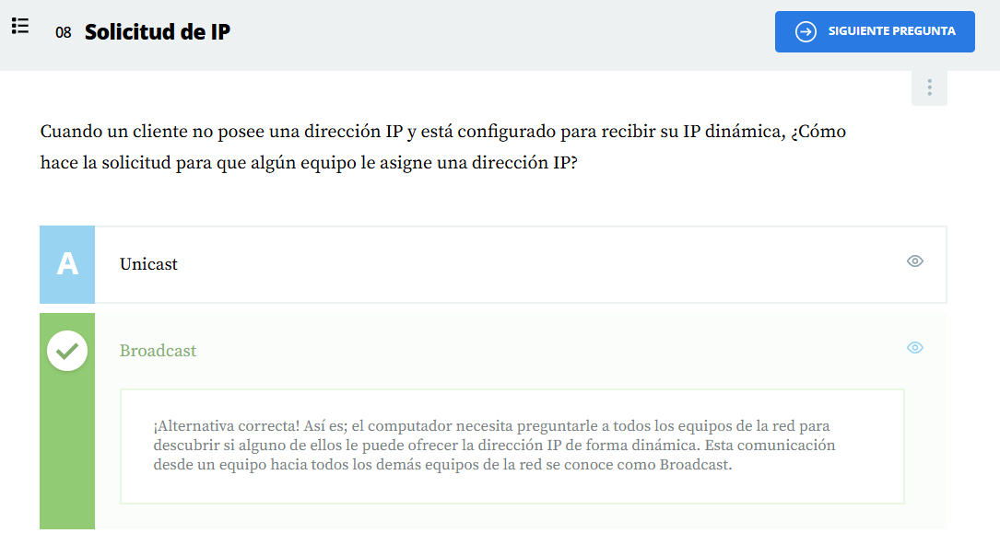 08 Solicitud de IP
SIGUIENTE PREGUNTA
Cuando un cliente no posee una dirección IP y está configurado para recibir su IP dinámica, ¿Cómo
hace la solicitud para que algún equipo le asigne una dirección IP?
A Unicast
Broadcast
¡Alternativa correcta! Así es; el computador necesita preguntarle a todos los equipos de la red para
descubrir si alguno de ellos le puede ofrecer la dirección IP de forma dinámica. Esta comunicación
desde un equipo hacia todos los demás equipos de la red se conoce como Broadcast.